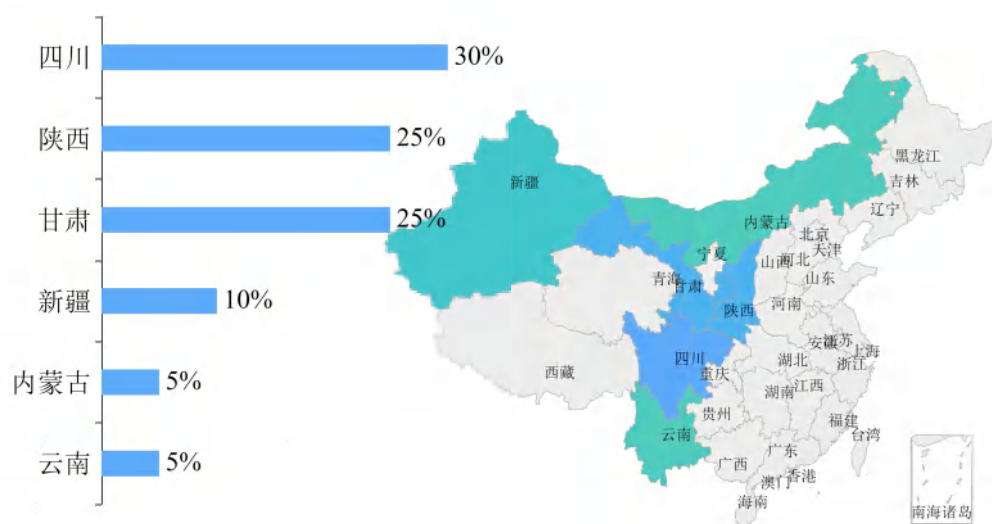 四川
30%
陕西
25%
甘肃
25%
新疆
10%
内蒙古
5%
云南
5%
黑龙江
吉林
辽宁
新疆
内蒙古
北京
天津
宁夏
山西
河北
山东
青海
甘肃
陕西
河南
安徽
江苏
上海
四川
湖北
浙江
西藏
重庆
湖南
江西
贵州
福建
云南
台湾
广西
广东
香港
澳门
海南
南海诸岛